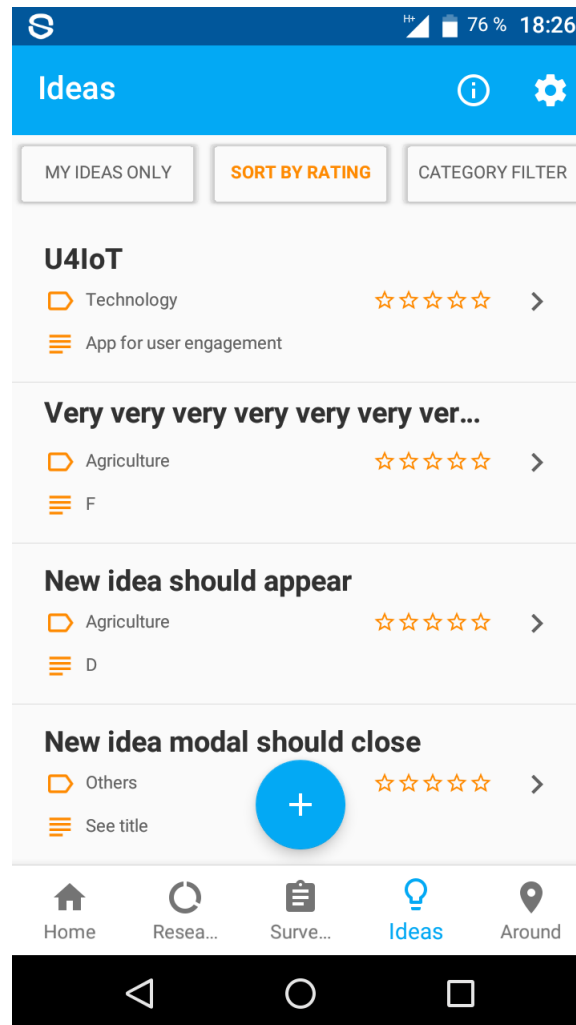 H+ 76 % 18:26
Ideas
MY IDEAS ONLY SORT BY RATING CATEGORY FILTER
U4IoT
Technology
App for user engagement
Very very very very very very ver...
Agriculture
F
New idea should appear
Agriculture
D
New idea modal should close
Others
See title
Home Resea... Surve... Ideas Around